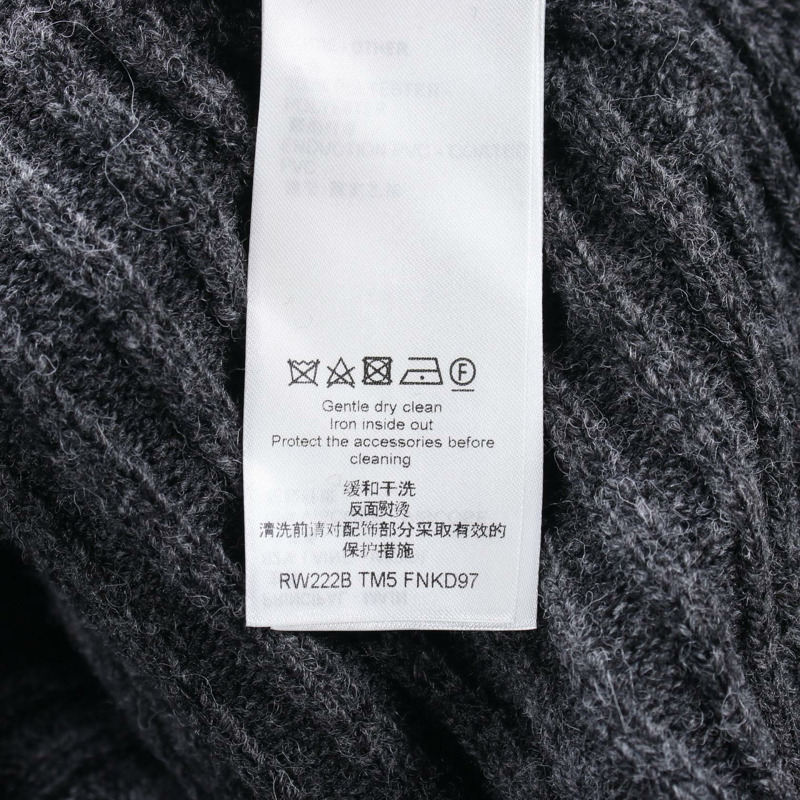 Gentle dry clean
Iron inside out
Protect the accessories before
cleaning
缓和干洗
反面熨烫
清洗前请对配饰部分采取有效的
保护措施
RW222B TM5 FNKD97